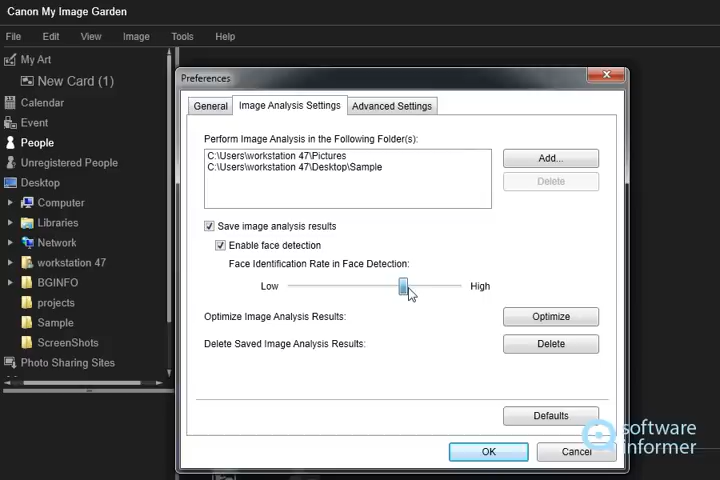 Canon My Image Garden
File Edit View Image Tools Help
My Art
New Card (1)
Calendar
Event
People
Unregistered People
Desktop
Computer
Libraries
Network
workstation 47
BGINFO
projects
Sample
ScreenShots
Photo Sharing Sites
Preferences
General Image Analysis Settings Advanced Settings
Perform Image Analysis in the Following Folder(s):
C:\Users\workstation 47\Pictures
C:\Users\workstation 47\Desktop\Sample
Add...
Delete
Save image analysis results
Enable face detection
Face Identification Rate in Face Detection:
Low High
Optimize Image Analysis Results: Optimize
Delete Saved Image Analysis Results: Delete
Defaults
OK Cancel
software
informer